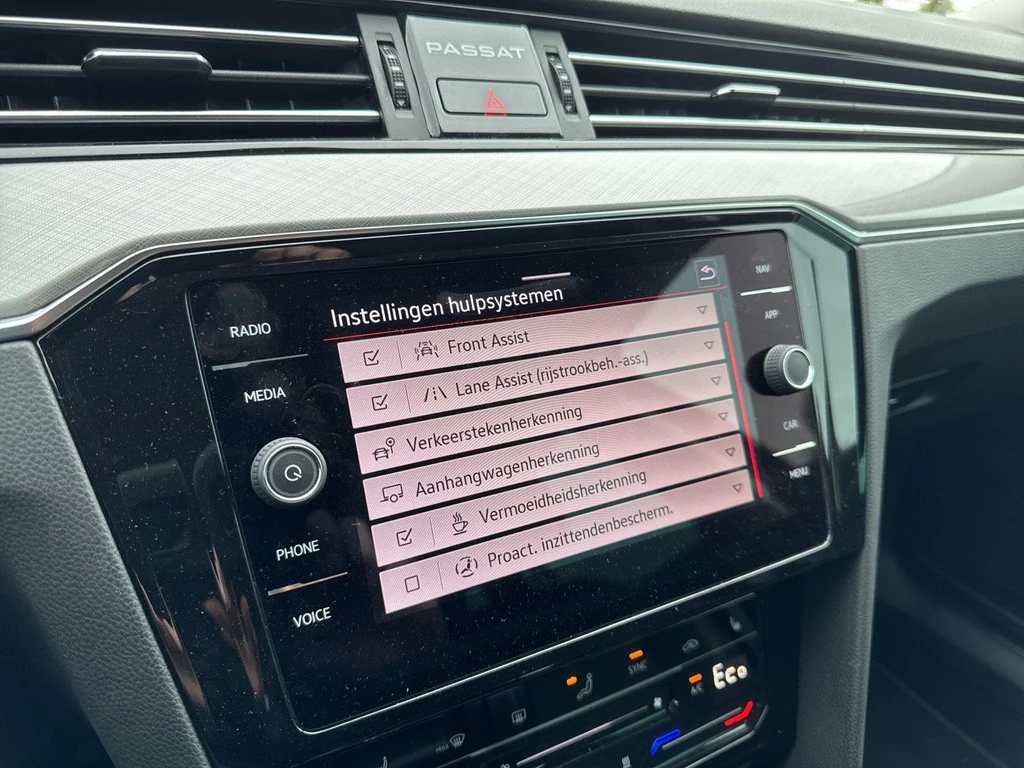 PASSAT
RADIO
MEDIA
PHONE
VOICE
Instellingen hulpsystemen
Front Assist
Lane Assist (rijstrookbeh.-ass.)
Verkeerstekenherkenning
Aanhangwagenherkenning
Vermoeidheidsherkenning
Proact. inzittendenbescherm.
NAV
APP
CAR
MENU
SYNC
A/C
Eco
MAX